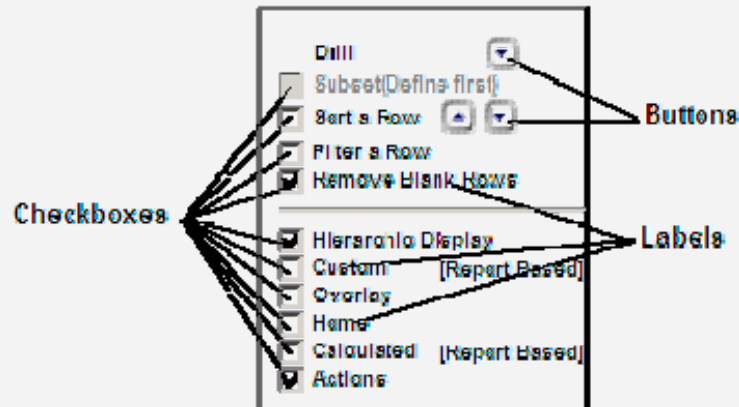 Drill
Subset(Define first)
Sort a Row
Buttons
Filter a Row
Remove Blank Rows
Checkboxes
Hierarchic Display
Labels
Custom [Report Based]
Overlay
Home
Calculated [Report Based]
Actions